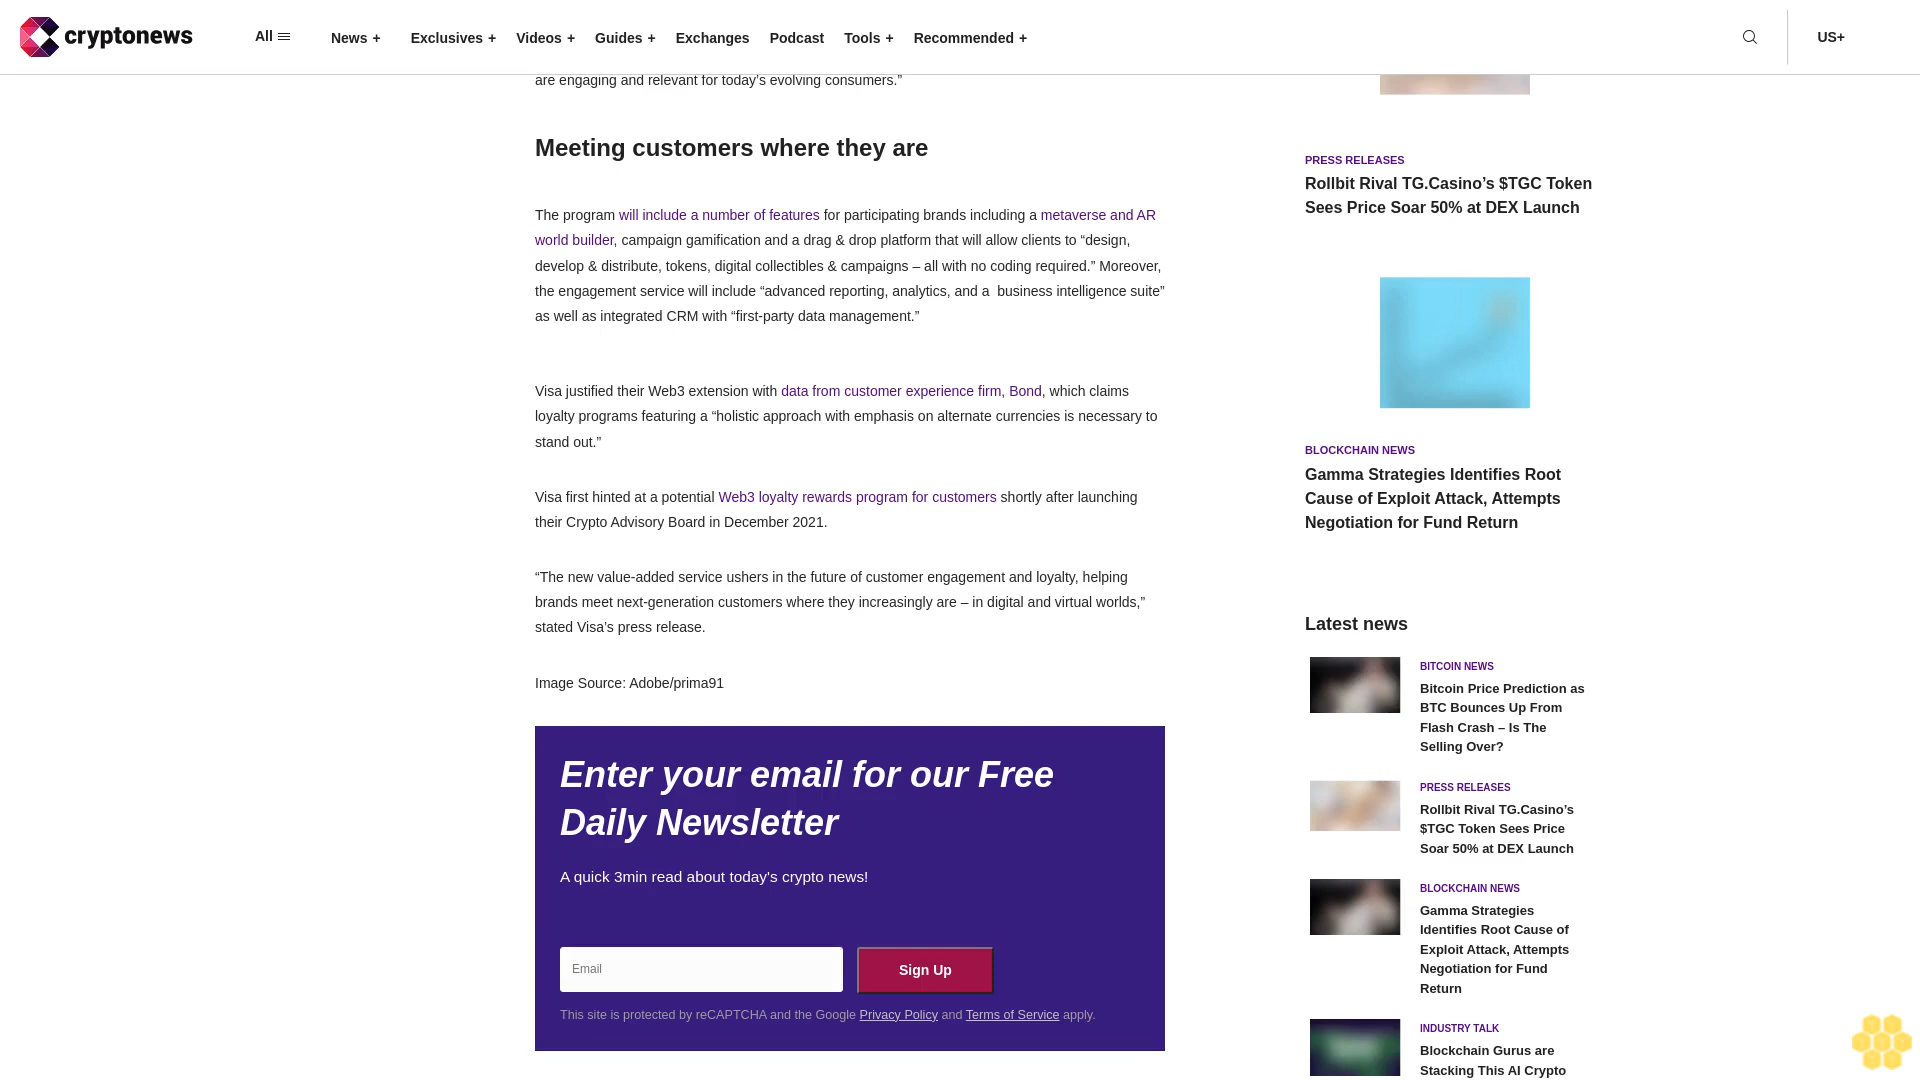 cryptonews
All
News +
Exclusives +
Videos +
Guides +
Exchanges
Podcast
Tools +
Recommended +
US+
are engaging and relevant for today’s evolving consumers.”
Meeting customers where they are
The program will include a number of features for participating brands including a metaverse and AR
world builder, campaign gamification and a drag & drop platform that will allow clients to “design,
develop & distribute, tokens, digital collectibles & campaigns – all with no coding required.” Moreover,
the engagement service will include “advanced reporting, analytics, and a  business intelligence suite”
as well as integrated CRM with “first-party data management.”
Visa justified their Web3 extension with data from customer experience firm, Bond, which claims
loyalty programs featuring a “holistic approach with emphasis on alternate currencies is necessary to
stand out.”
Visa first hinted at a potential Web3 loyalty rewards program for customers shortly after launching
their Crypto Advisory Board in December 2021.
“The new value-added service ushers in the future of customer engagement and loyalty, helping
brands meet next-generation customers where they increasingly are – in digital and virtual worlds,”
stated Visa’s press release.
Image Source: Adobe/prima91
Enter your email for our Free
Daily Newsletter
A quick 3min read about today's crypto news!
Email
Sign Up
This site is protected by reCAPTCHA and the Google Privacy Policy and Terms of Service apply.
PRESS RELEASES
Rollbit Rival TG.Casino’s $TGC Token
Sees Price Soar 50% at DEX Launch
BLOCKCHAIN NEWS
Gamma Strategies Identifies Root
Cause of Exploit Attack, Attempts
Negotiation for Fund Return
Latest news
BITCOIN NEWS
Bitcoin Price Prediction as
BTC Bounces Up From
Flash Crash – Is The
Selling Over?
PRESS RELEASES
Rollbit Rival TG.Casino’s
$TGC Token Sees Price
Soar 50% at DEX Launch
BLOCKCHAIN NEWS
Gamma Strategies
Identifies Root Cause of
Exploit Attack, Attempts
Negotiation for Fund
Return
INDUSTRY TALK
Blockchain Gurus are
Stacking This AI Crypto